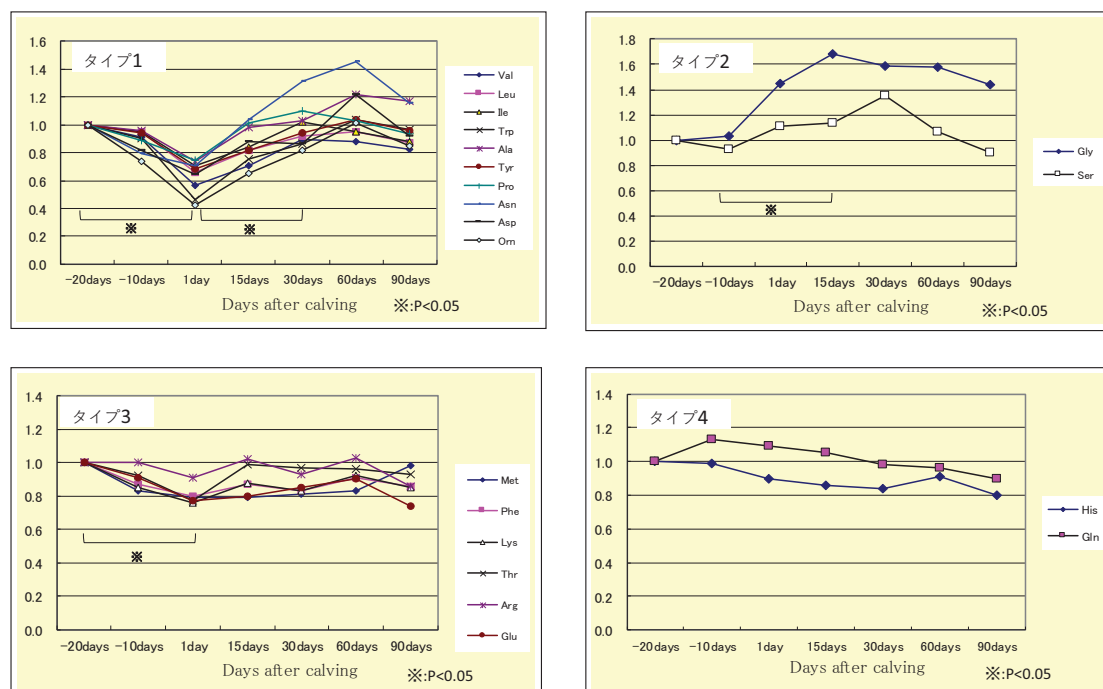 タイプ1
1.6
1.4
1.2
1.0
0.8
0.6
0.4
0.2
0.0
※
※
-20days -10days 1day 15days 30days 60days 90days
Days after calving
※:P<0.05
Val
Leu
Ile
Trp
Ala
Tyr
Pro
Asn
Asp
Orn
タイプ2
1.8
1.6
1.4
1.2
1.0
0.8
0.6
0.4
0.2
0.0
※
-20days -10days 1day 15days 30days 60days 90days
Days after calving
※:P<0.05
Gly
Ser
タイプ3
1.4
1.2
1.0
0.8
0.6
0.4
0.2
0.0
※
-20days -10days 1day 15days 30days 60days 90days
Days after calving
※:P<0.05
Met
Phe
Lys
Thr
Arg
Glu
タイプ4
1.4
1.2
1.0
0.8
0.6
0.4
0.2
0.0
-20days -10days 1day 15days 30days 60days 90days
Days after calving
※:P<0.05
His
Gln